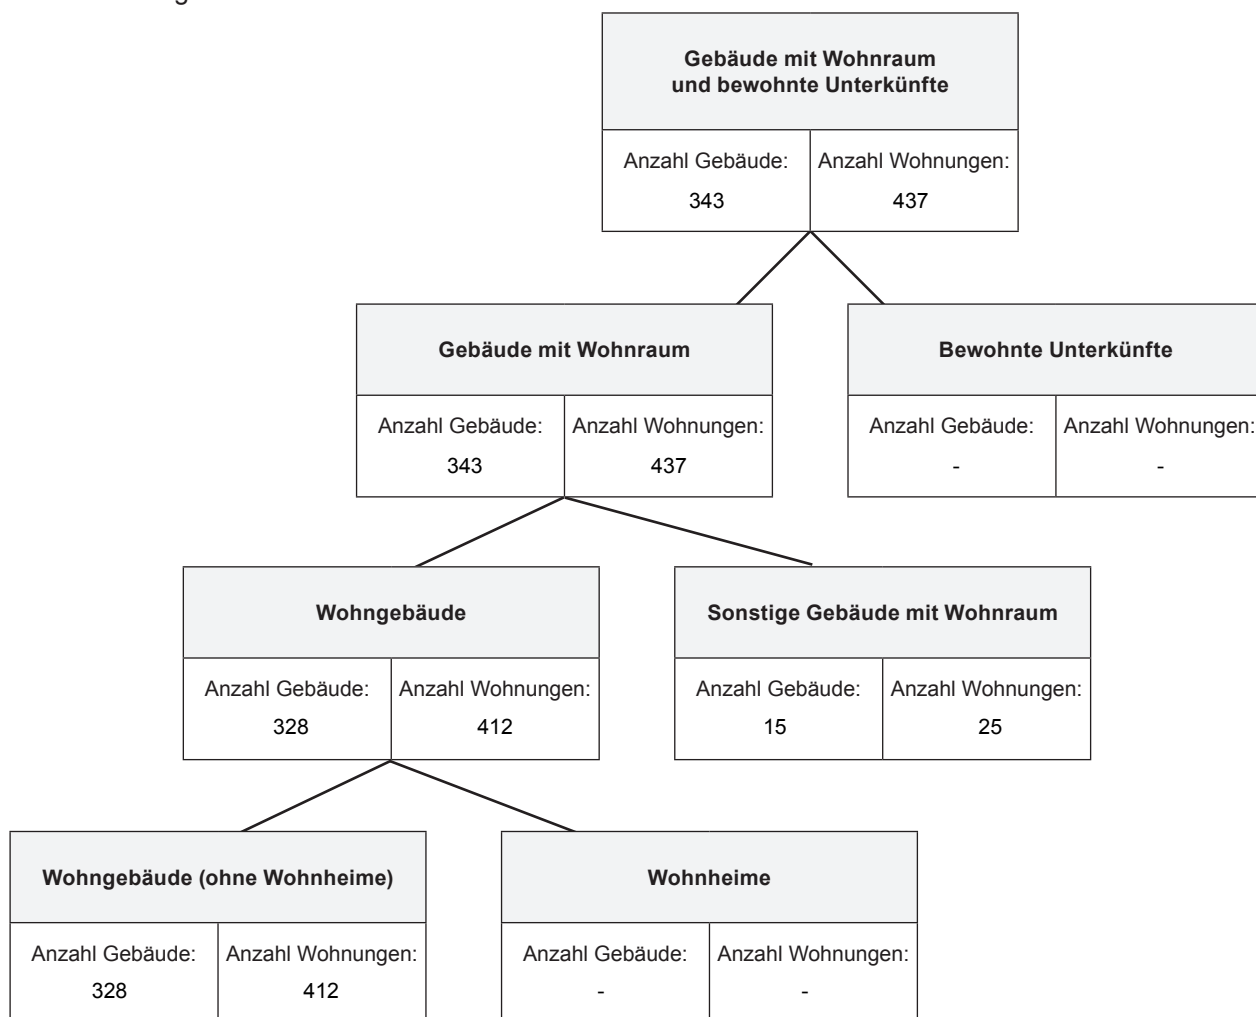 Gebäude mit Wohnraum
und bewohnte Unterkünfte
Anzahl Gebäude: Anzahl Wohnungen:
343 437
Gebäude mit Wohnraum
Anzahl Gebäude: Anzahl Wohnungen:
343 437
Bewohnte Unterkünfte
Anzahl Gebäude: Anzahl Wohnungen:
- -
Wohngebäude
Anzahl Gebäude: Anzahl Wohnungen:
328 412
Sonstige Gebäude mit Wohnraum
Anzahl Gebäude: Anzahl Wohnungen:
15 25
Wohngebäude (ohne Wohnheime)
Anzahl Gebäude: Anzahl Wohnungen:
328 412
Wohnheime
Anzahl Gebäude: Anzahl Wohnungen:
- -